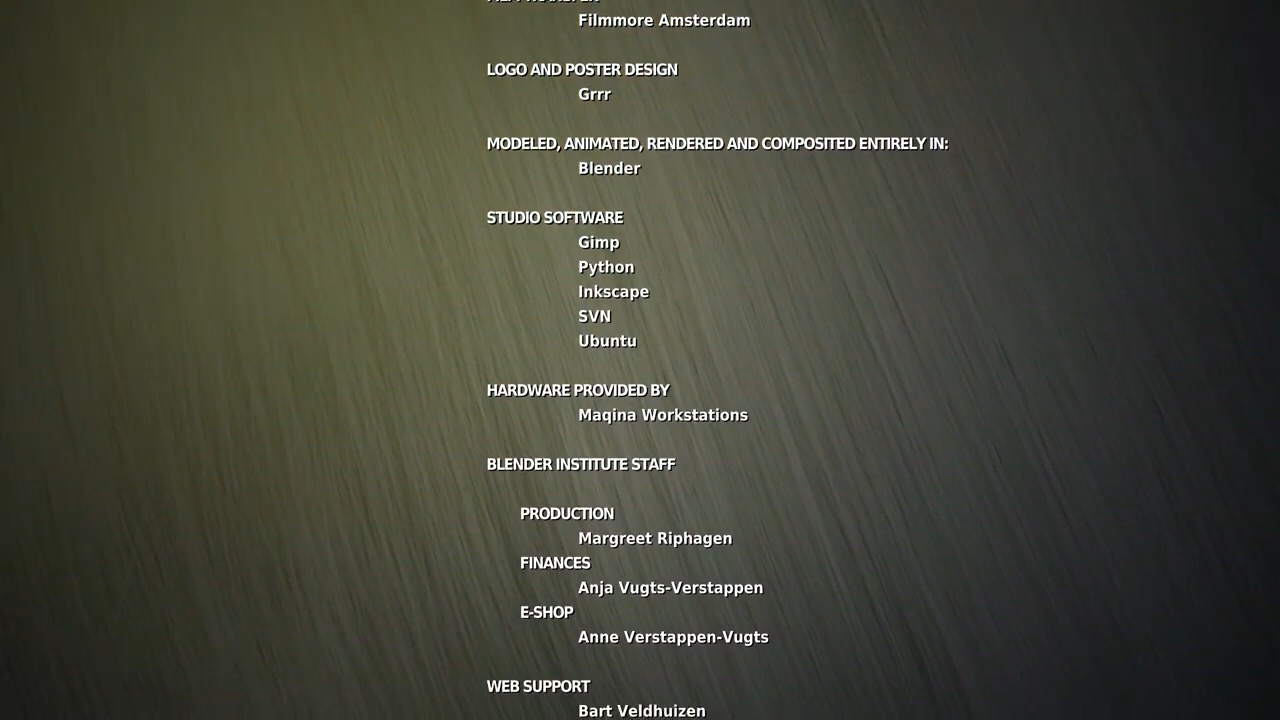 Filmmore Amsterdam
LOGO AND POSTER DESIGN
Grrr
MODELED, ANIMATED, RENDERED AND COMPOSITED ENTIRELY IN:
Blender
STUDIO SOFTWARE
Gimp
Python
Inkscape
SVN
Ubuntu
HARDWARE PROVIDED BY
Maqina Workstations
BLENDER INSTITUTE STAFF
PRODUCTION
Margreet Riphagen
FINANCES
Anja Vugts-Verstappen
E-SHOP
Anne Verstappen-Vugts
WEB SUPPORT
Bart Veldhuizen